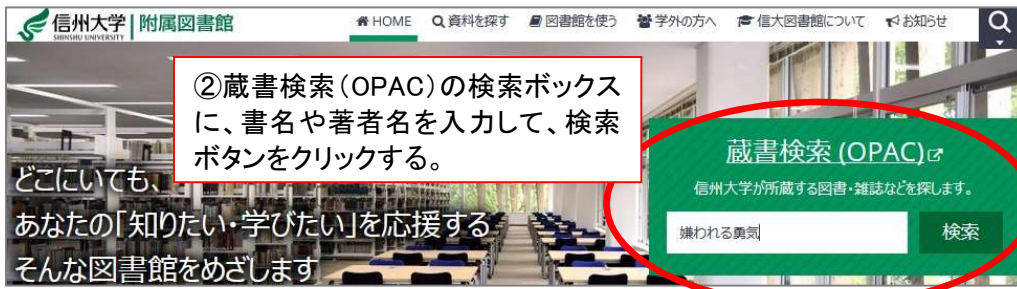 信州大学 附属図書館
SHINSHU UNIVERSITY
HOME 資料を探す 図書館を使う 学外の方へ 信大図書館について お知らせ
②蔵書検索(OPAC)の検索ボックス
に、書名や著者名を入力して、検索
ボタンをクリックする。
どこにいても、
あなたの「知りたい・学びたい」を応援する
そんな図書館をめざします
蔵書検索 (OPAC)
信州大学が所蔵する図書・雑誌などを探します。
嫌われる勇気 検索